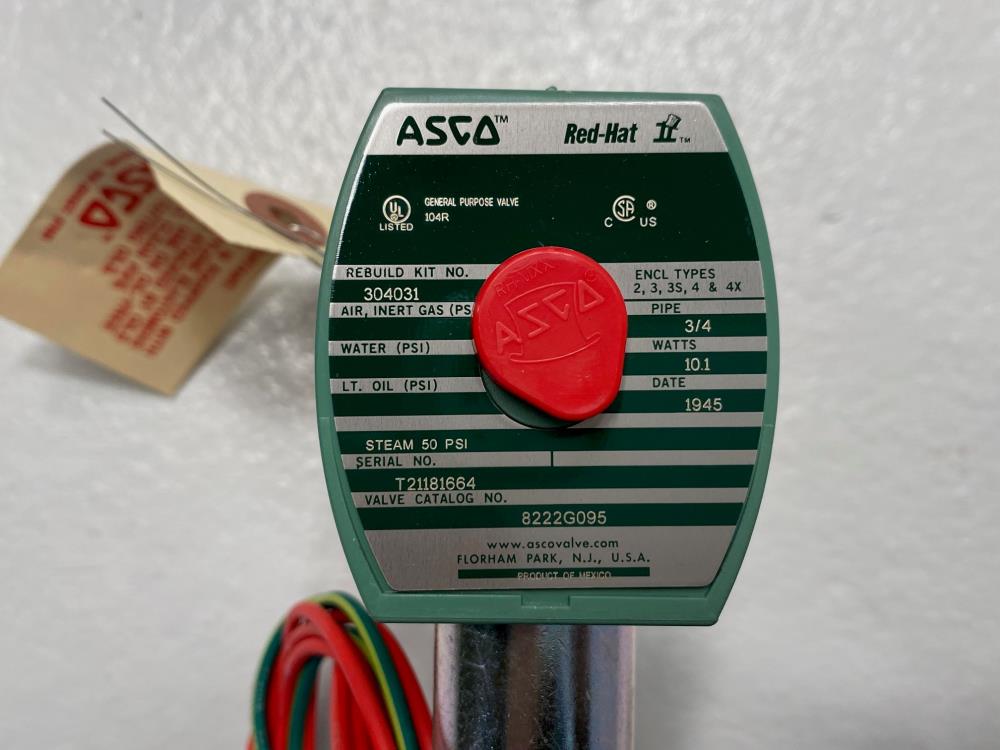 ASCO™ Red-Hat II™
UL LISTED GENERAL PURPOSE VALVE
104R
C SA® US
REBUILD KIT NO. ENCL TYPES
304031 2, 3, 3S, 4 & 4X
AIR, INERT GAS (PS PIPE
3/4
WATER (PSI) WATTS
10.1
LT. OIL (PSI) DATE
1945
ASCO
STEAM 50 PSI
SERIAL NO.
T21181664
VALVE CATALOG NO.
8222G095
www.ascovalve.com
FLORHAM PARK, N.J., U.S.A.
PRODUCT OF MEXICO
ASCO